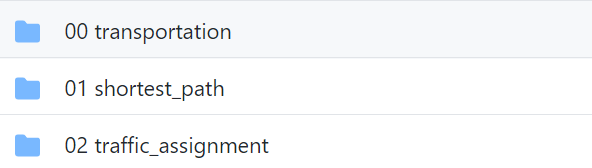 00 transportation
01 shortest_path
02 traffic_assignment